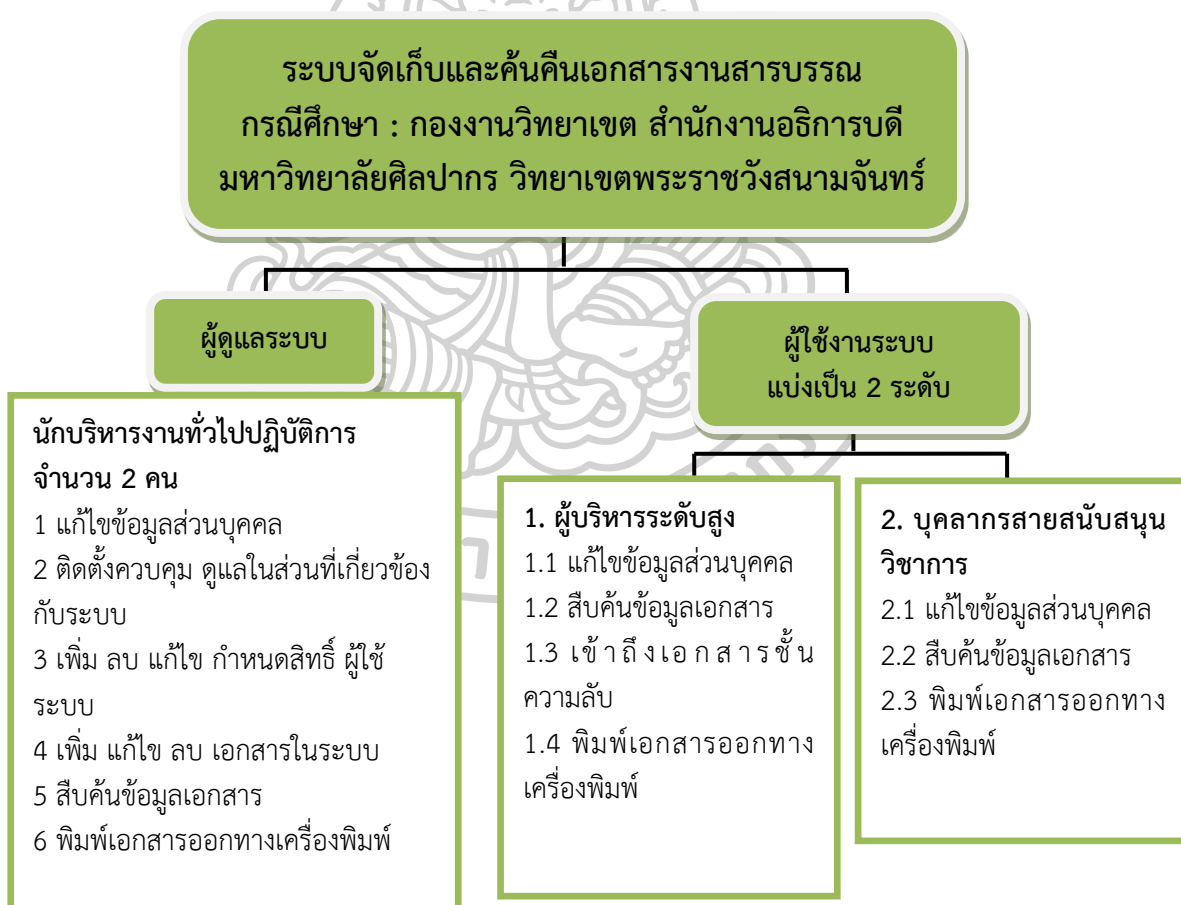 ระบบจัดเก็บและค้นคืนเอกสารงานสารบรรณ
กรณีศึกษา : กองงานวิทยาเขต สำนักงานอธิการบดี
มหาวิทยาลัยศิลปากร วิทยาเขตพระราชวังสนามจันทร์
ผู้ดูแลระบบ
นักบริหารงานทั่วไปปฏิบัติการ
จำนวน 2 คน
1 แก้ไขข้อมูลส่วนบุคคล
2 ติดตั้งควบคุม ดูแลในส่วนที่เกี่ยวข้อง
กับระบบ
3 เพิ่ม ลบ แก้ไข กำหนดสิทธิ์ ผู้ใช้
ระบบ
4 เพิ่ม แก้ไข ลบ เอกสารในระบบ
5 สืบค้นข้อมูลเอกสาร
6 พิมพ์เอกสารออกทางเครื่องพิมพ์
ผู้ใช้งานระบบ
แบ่งเป็น 2 ระดับ
1. ผู้บริหารระดับสูง
1.1 แก้ไขข้อมูลส่วนบุคคล
1.2 สืบค้นข้อมูลเอกสาร
1.3 เข้าถึงเอกสารชั้น
ความลับ
1.4 พิมพ์เอกสารออกทาง
เครื่องพิมพ์
2. บุคลากรสายสนับสนุน
วิชาการ
2.1 แก้ไขข้อมูลส่วนบุคคล
2.2 สืบค้นข้อมูลเอกสาร
2.3 พิมพ์เอกสารออกทาง
เครื่องพิมพ์